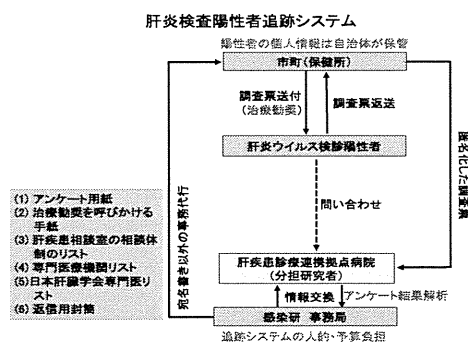 肝炎検査陽性者追跡システム
陽性者の個人情報は自治体が保管
市町(保健所)
調査票送付
(治療勧奨)
調査票返送
肝炎ウイルス検診陽性者
匿名化した調査票
宛名書き以外の事務代行
問い合わせ
(1) アンケート用紙
(2) 治療勧奨を呼びかける
手紙
(3) 肝疾患相談室の相談体
制のリスト
(4) 専門医療機関リスト
(5)日本肝臓学会専門医リ
スト
(6) 返信用封筒
肝疾患診療連携拠点病院
(分担研究者)
情報交換
アンケート結果解析
感染研 事務局
追跡システムの人的・予算負担